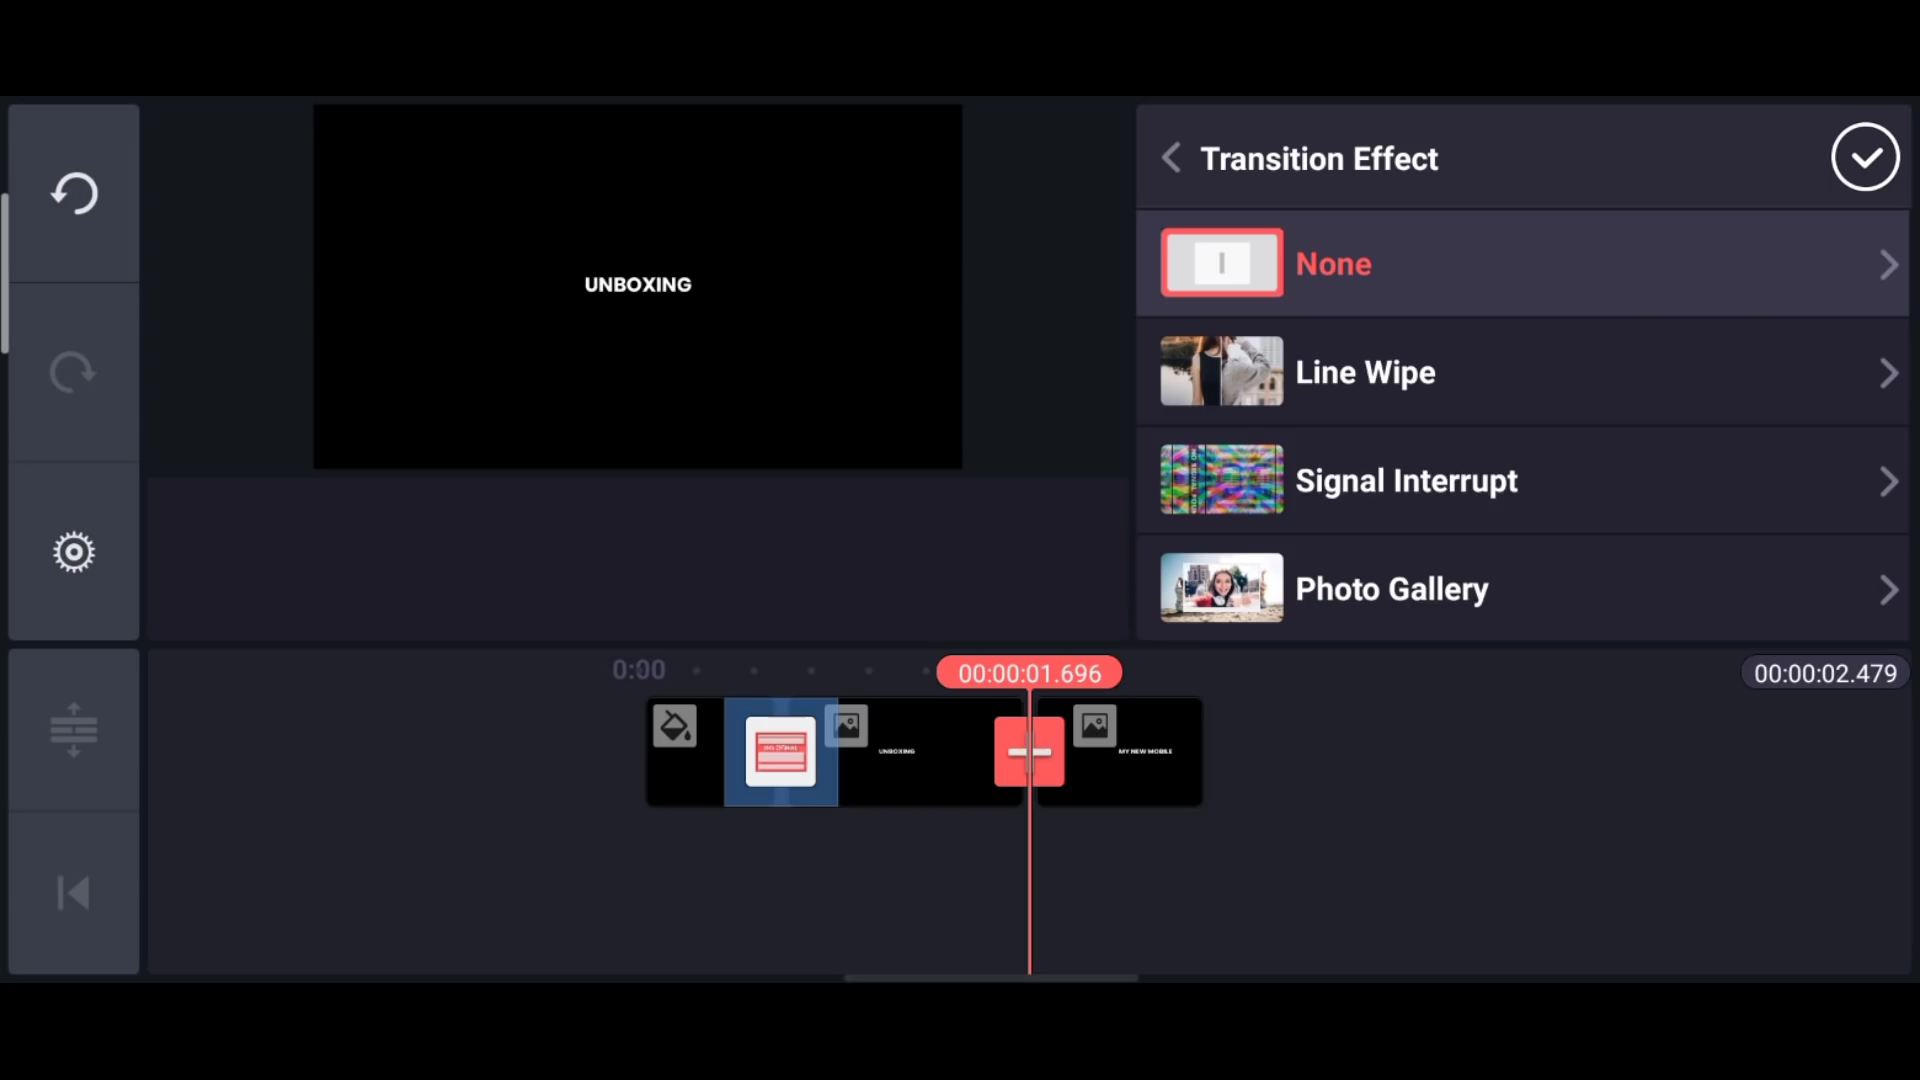 Transition Effect
UNBOXING
None
Line Wipe
Signal Interrupt
Photo Gallery
0:00
00:00:01.696
00:00:02.479
UNBOXING
MY NEW MOBILE